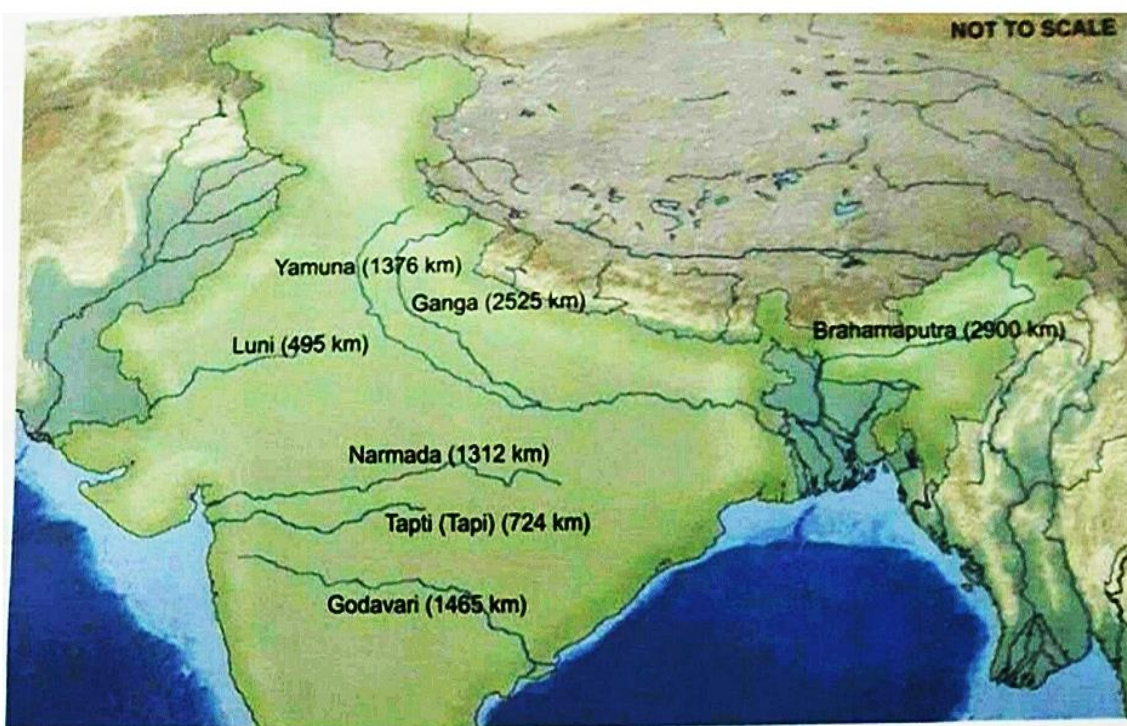 NOT TO SCALE
Yamuna (1376 km)
Ganga (2525 km)
Brahamaputra (2900 km)
Luni (495 km)
Narmada (1312 km)
Tapti (Tapi) (724 km)
Godavari (1465 km)